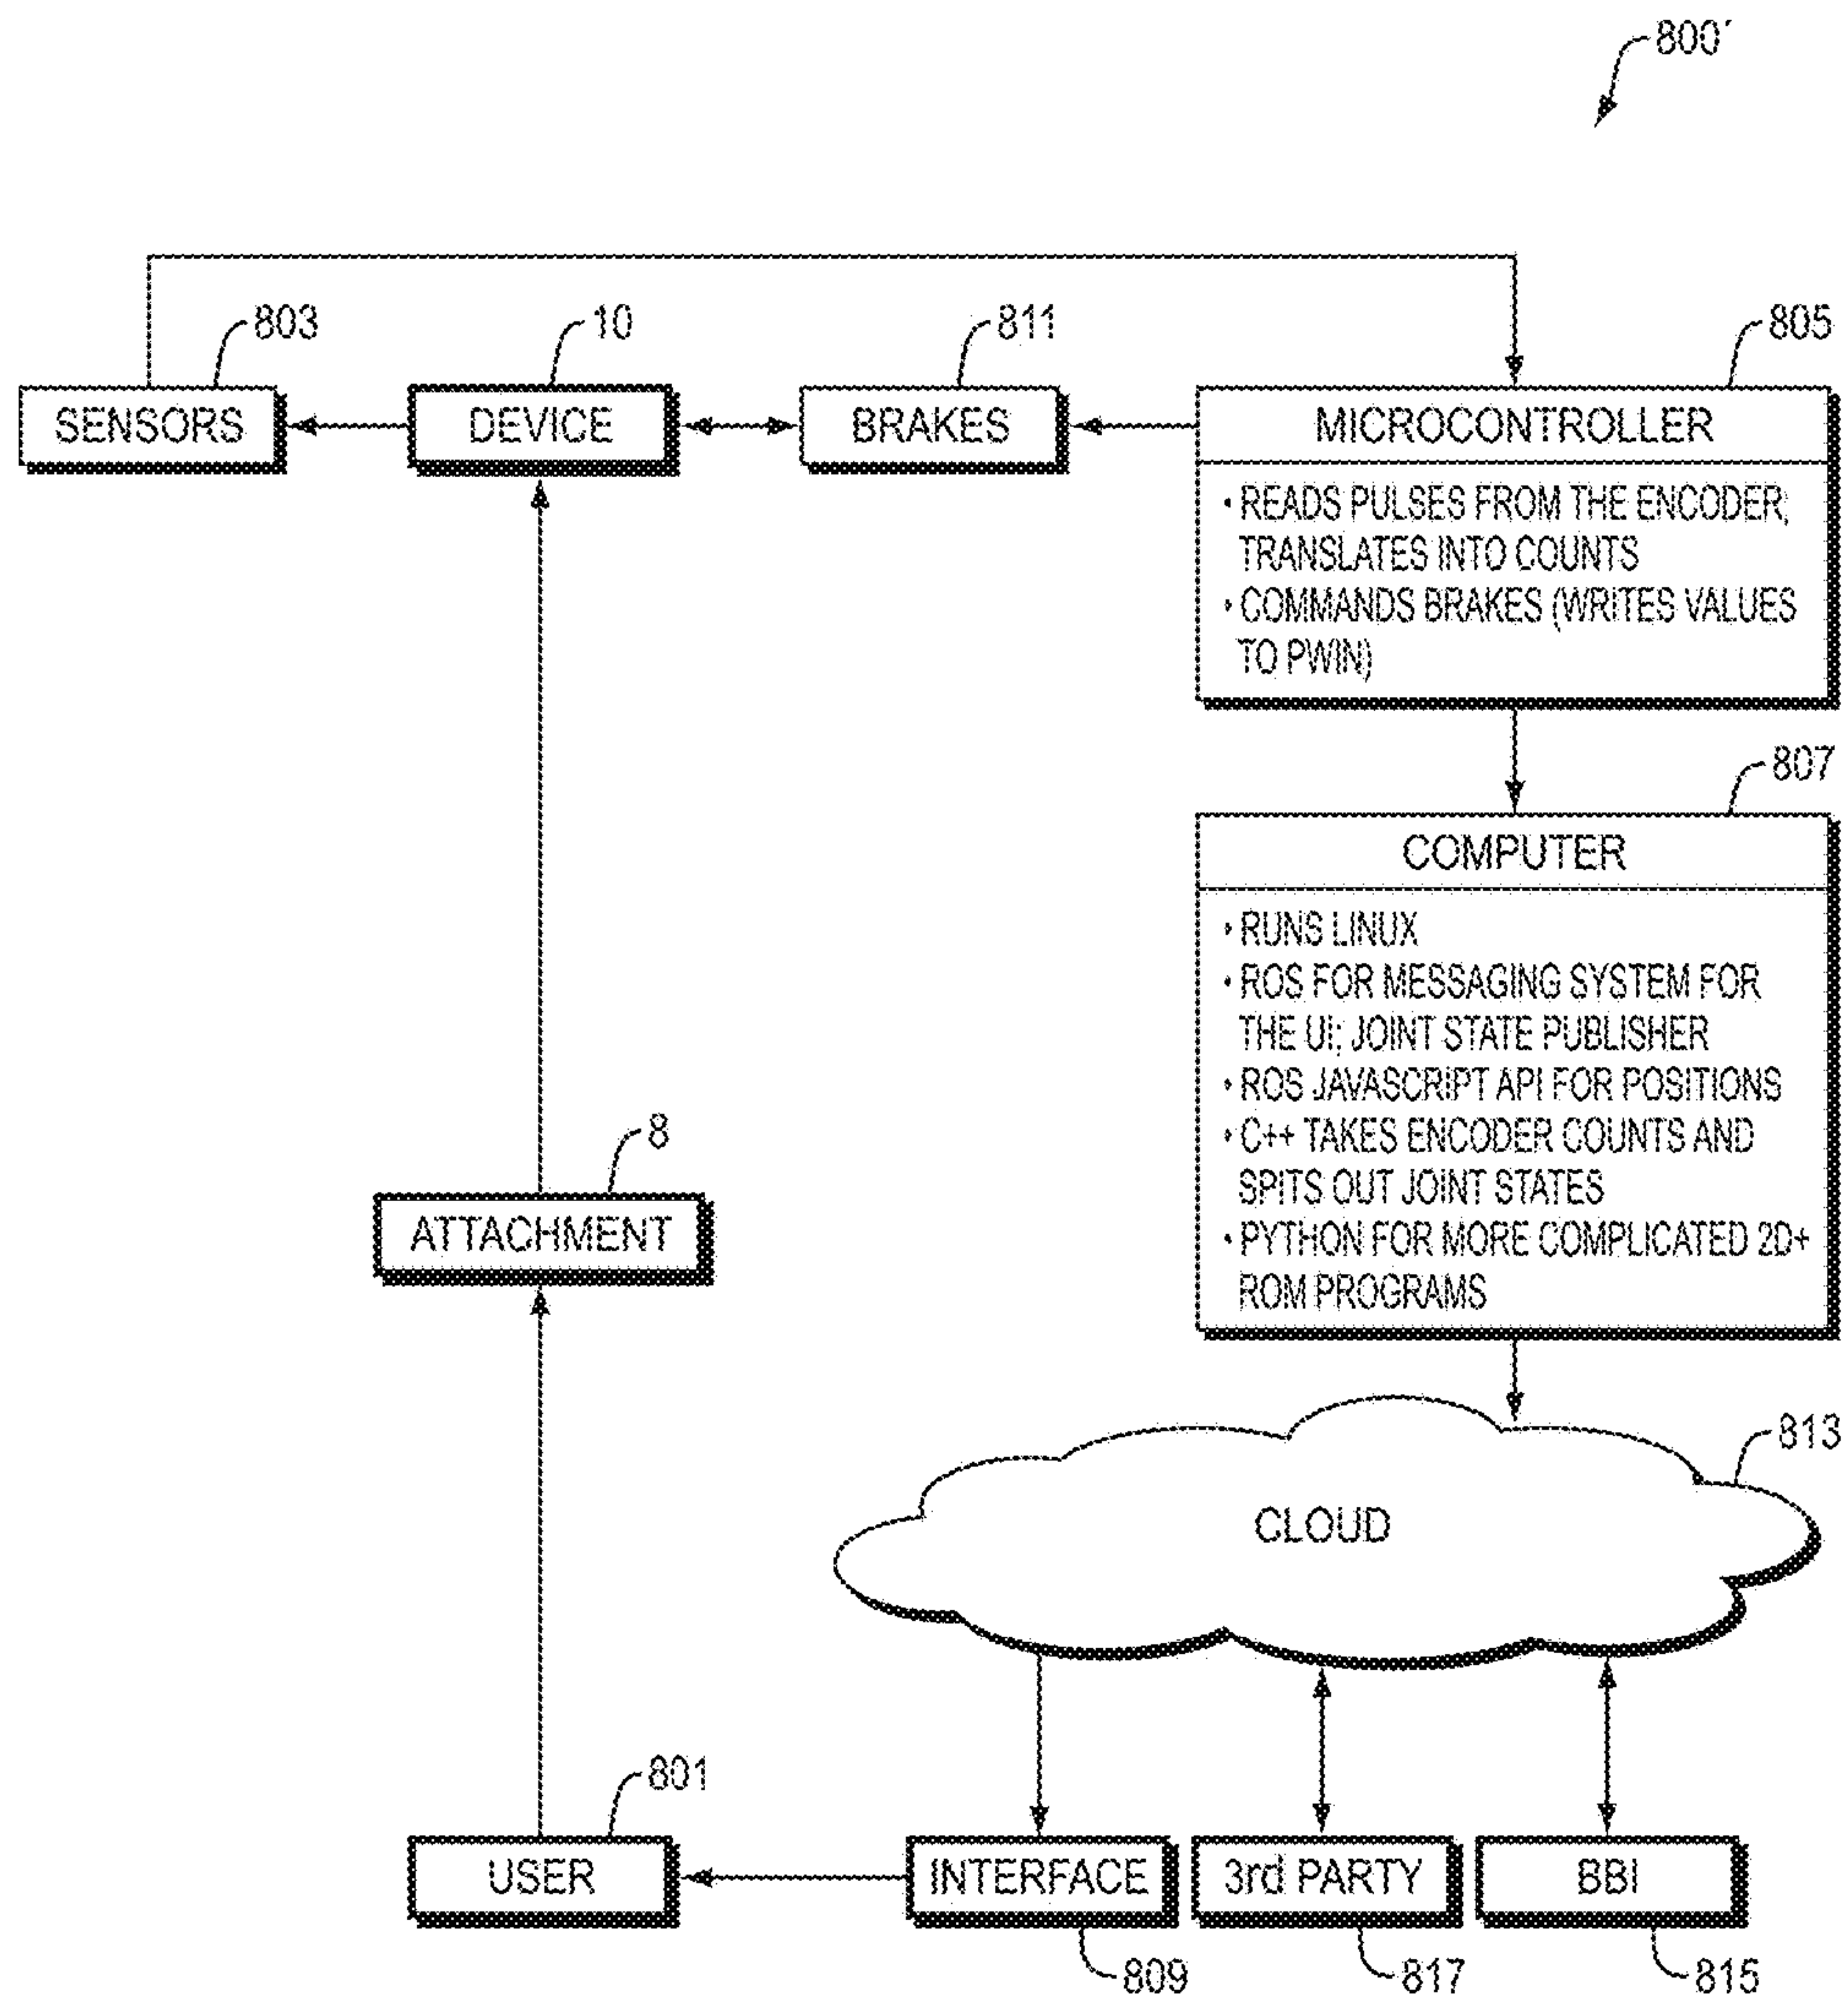 800´
803
10
811
805
SENSORS
DEVICE
BRAKES
MICROCONTROLLER
• READS PULSES FROM THE ENCODER;
TRANSLATES INTO COUNTS
• COMMANDS BRAKES (WRITES VALUES
TO PWIN)
807
COMPUTER
• RUNS LINUX
• ROS FOR MESSAGING SYSTEM FOR
THE UI; JOINT STATE PUBLISHER
• ROS JAVASCRIPT API FOR POSITIONS
• C++ TAKES ENCODER COUNTS AND
SPITS OUT JOINT STATES
• PYTHON FOR MORE COMPLICATED 2D+
ROM PROGRAMS
8
ATTACHMENT
813
CLOUD
801
USER
INTERFACE
3rd PARTY
BBI
809
817
815